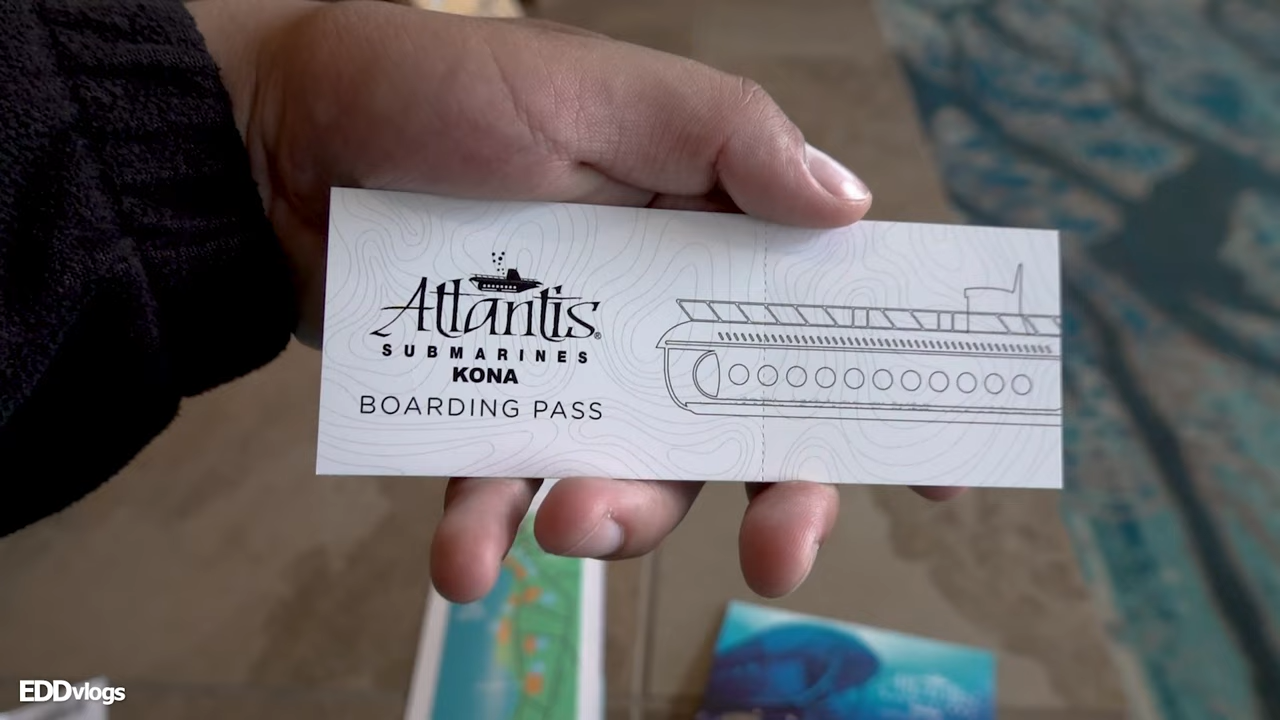 Atlantis®
SUBMARINES
KONA
BOARDING PASS
EDDvlogs